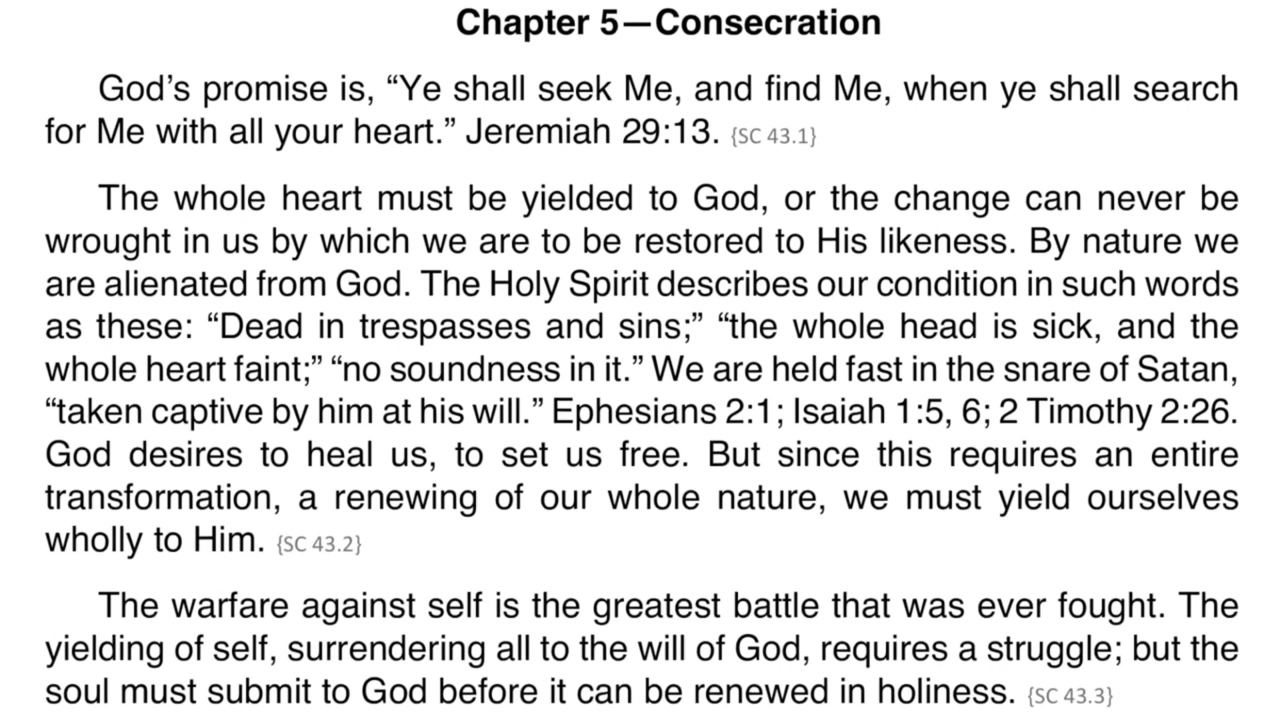 Chapter 5—Consecration
God’s promise is, “Ye shall seek Me, and find Me, when ye shall search
for Me with all your heart.” Jeremiah 29:13. {SC 43.1}
The whole heart must be yielded to God, or the change can never be
wrought in us by which we are to be restored to His likeness. By nature we
are alienated from God. The Holy Spirit describes our condition in such words
as these: “Dead in trespasses and sins;” “the whole head is sick, and the
whole heart faint;” “no soundness in it.” We are held fast in the snare of Satan,
“taken captive by him at his will.” Ephesians 2:1; Isaiah 1:5, 6; 2 Timothy 2:26.
God desires to heal us, to set us free. But since this requires an entire
transformation, a renewing of our whole nature, we must yield ourselves
wholly to Him. {SC 43.2}
The warfare against self is the greatest battle that was ever fought. The
yielding of self, surrendering all to the will of God, requires a struggle; but the
soul must submit to God before it can be renewed in holiness. {SC 43.3}